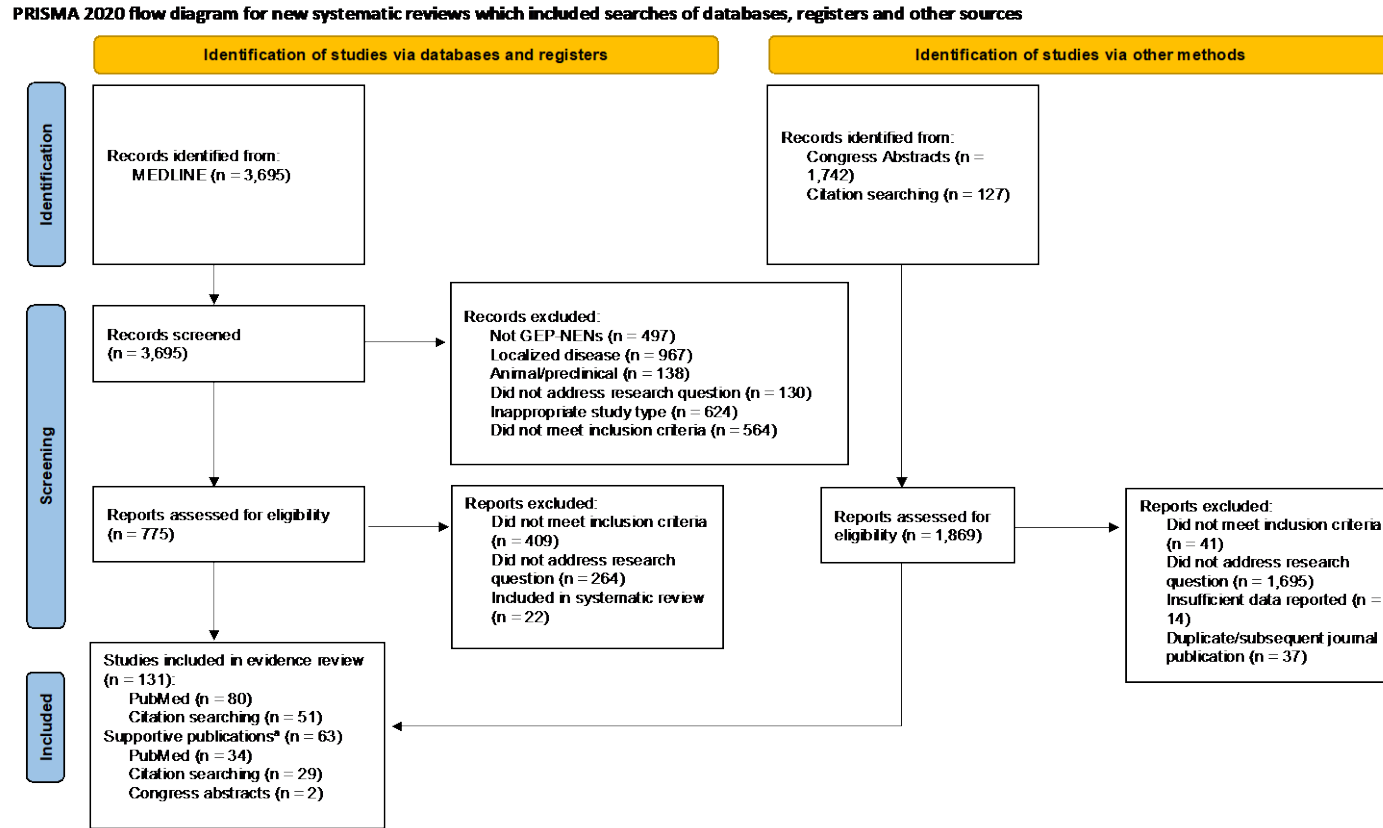 PRISMA 2020 flow diagram for new systematic reviews which included searches of databases, registers and other sources
Identification of studies via databases and registers
Identification of studies via other methods
Identification
Records identified from:
MEDLINE (n = 3,695)
Records identified from:
Congress Abstracts (n =
1,742)
Citation searching (n = 127)
Screening
Records screened
(n = 3,695)
Records excluded:
Not GEP-NENs (n = 497)
Localized disease (n = 967)
Animal/preclinical (n = 138)
Did not address research question (n = 130)
Inappropriate study type (n = 624)
Did not meet inclusion criteria (n = 564)
Reports assessed for eligibility
(n = 775)
Reports excluded:
Did not meet inclusion criteria
(n = 409)
Did not address research
question (n = 264)
Included in systematic review
(n = 22)
Reports assessed for
eligibility (n = 1,869)
Reports excluded:
Did not meet inclusion criteria
(n = 41)
Did not address research
question (n = 1,695)
Insufficient data reported (n =
14)
Duplicate/subsequent journal
publication (n = 37)
Included
Studies included in evidence review
(n = 131):
PubMed (n = 80)
Citation searching (n = 51)
Supportive publicationsª (n = 63)
PubMed (n = 34)
Citation searching (n = 29)
Congress abstracts (n = 2)